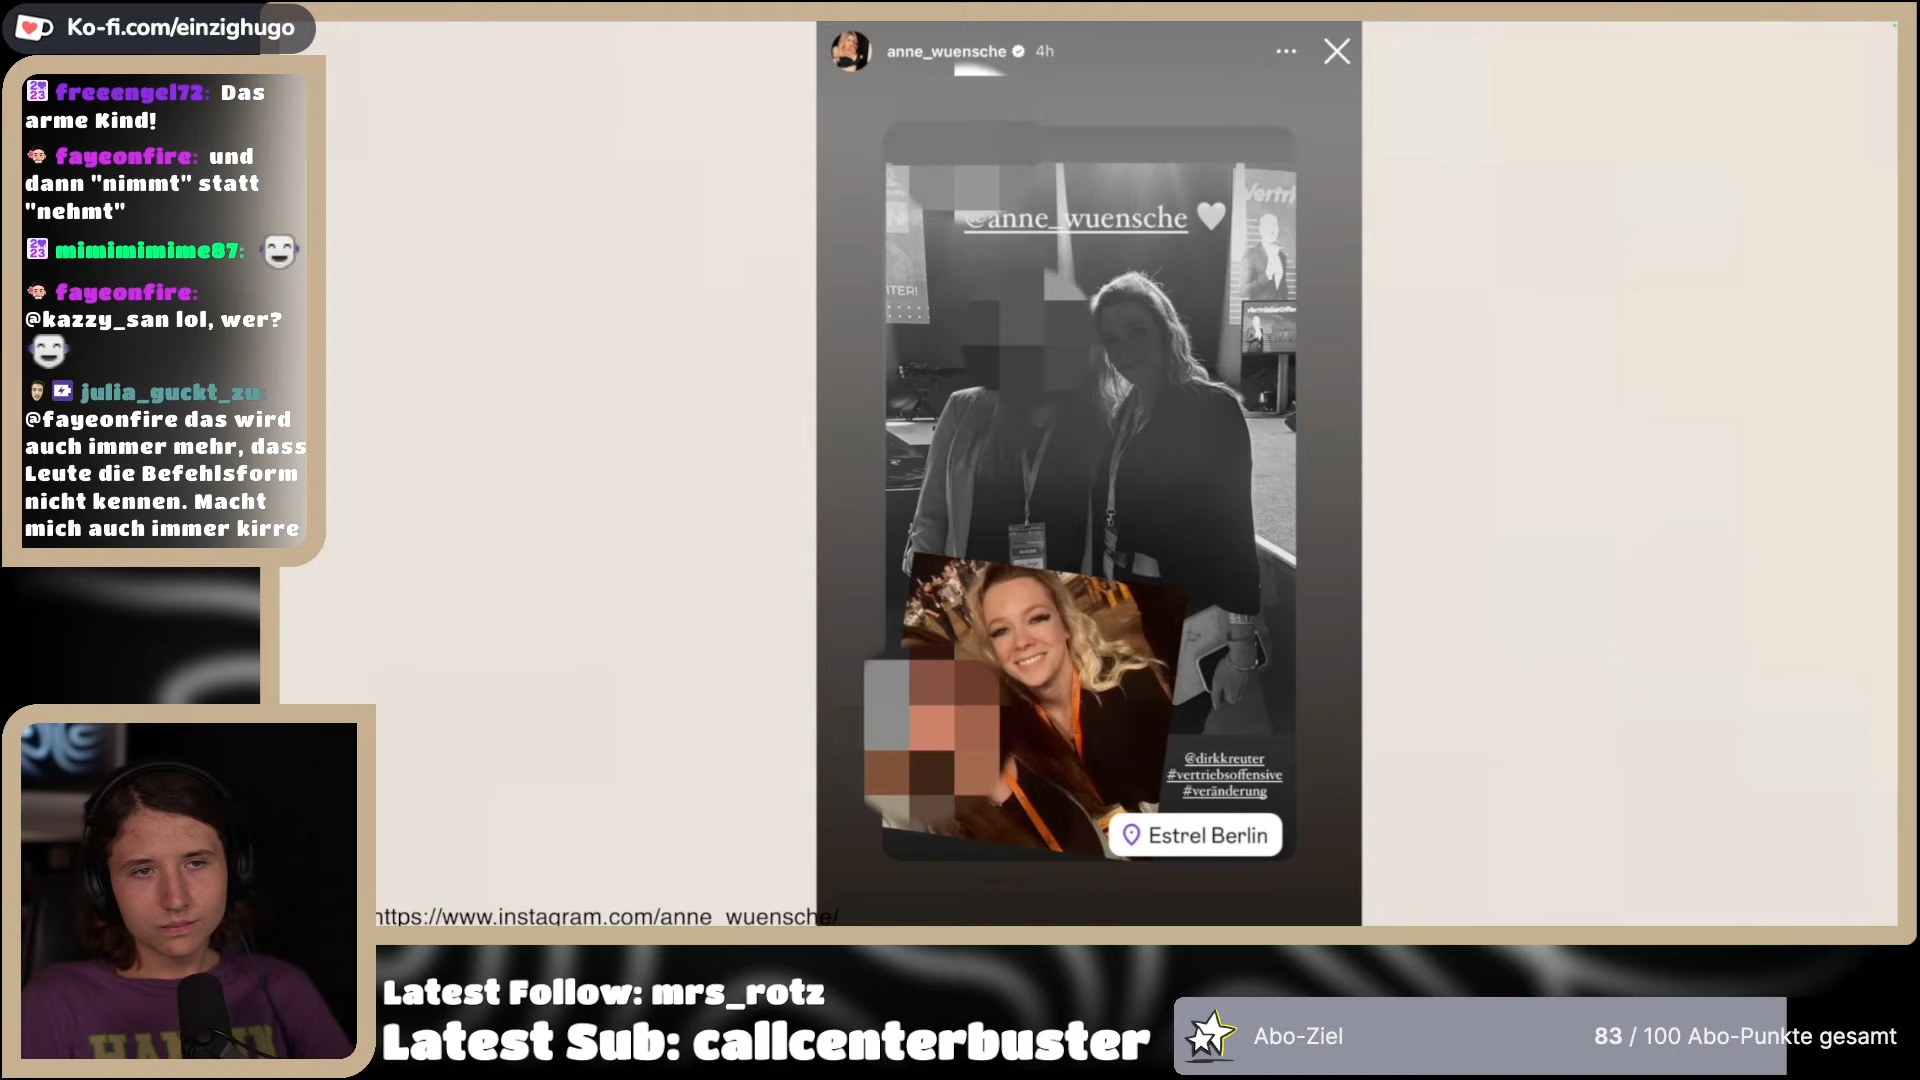 Ko-fi.com/einzighugo
freeengel72: Das
arme Kind!
fayeonfire: und
dann "nimmt" statt
"nehmt"
mimimimime87:
fayeonfire:
@kazzy_san lol, wer?
julia_guckt_zu:
@fayeonfire das wird
auch immer mehr, dass
Leute die Befehlsform
nicht kennen. Macht
mich auch immer kirre
anne_wuensche 4h
@anne_wuensche
Vertri
ITER!
@dirkkreuter
#vertriebsoffensive
#veränderung
Estrel Berlin
https://www.instagram.com/anne_wuensche/
Latest Follow: mrs_rotz
Latest Sub: callcenterbuster
Abo-Ziel
83 / 100 Abo-Punkte gesamt